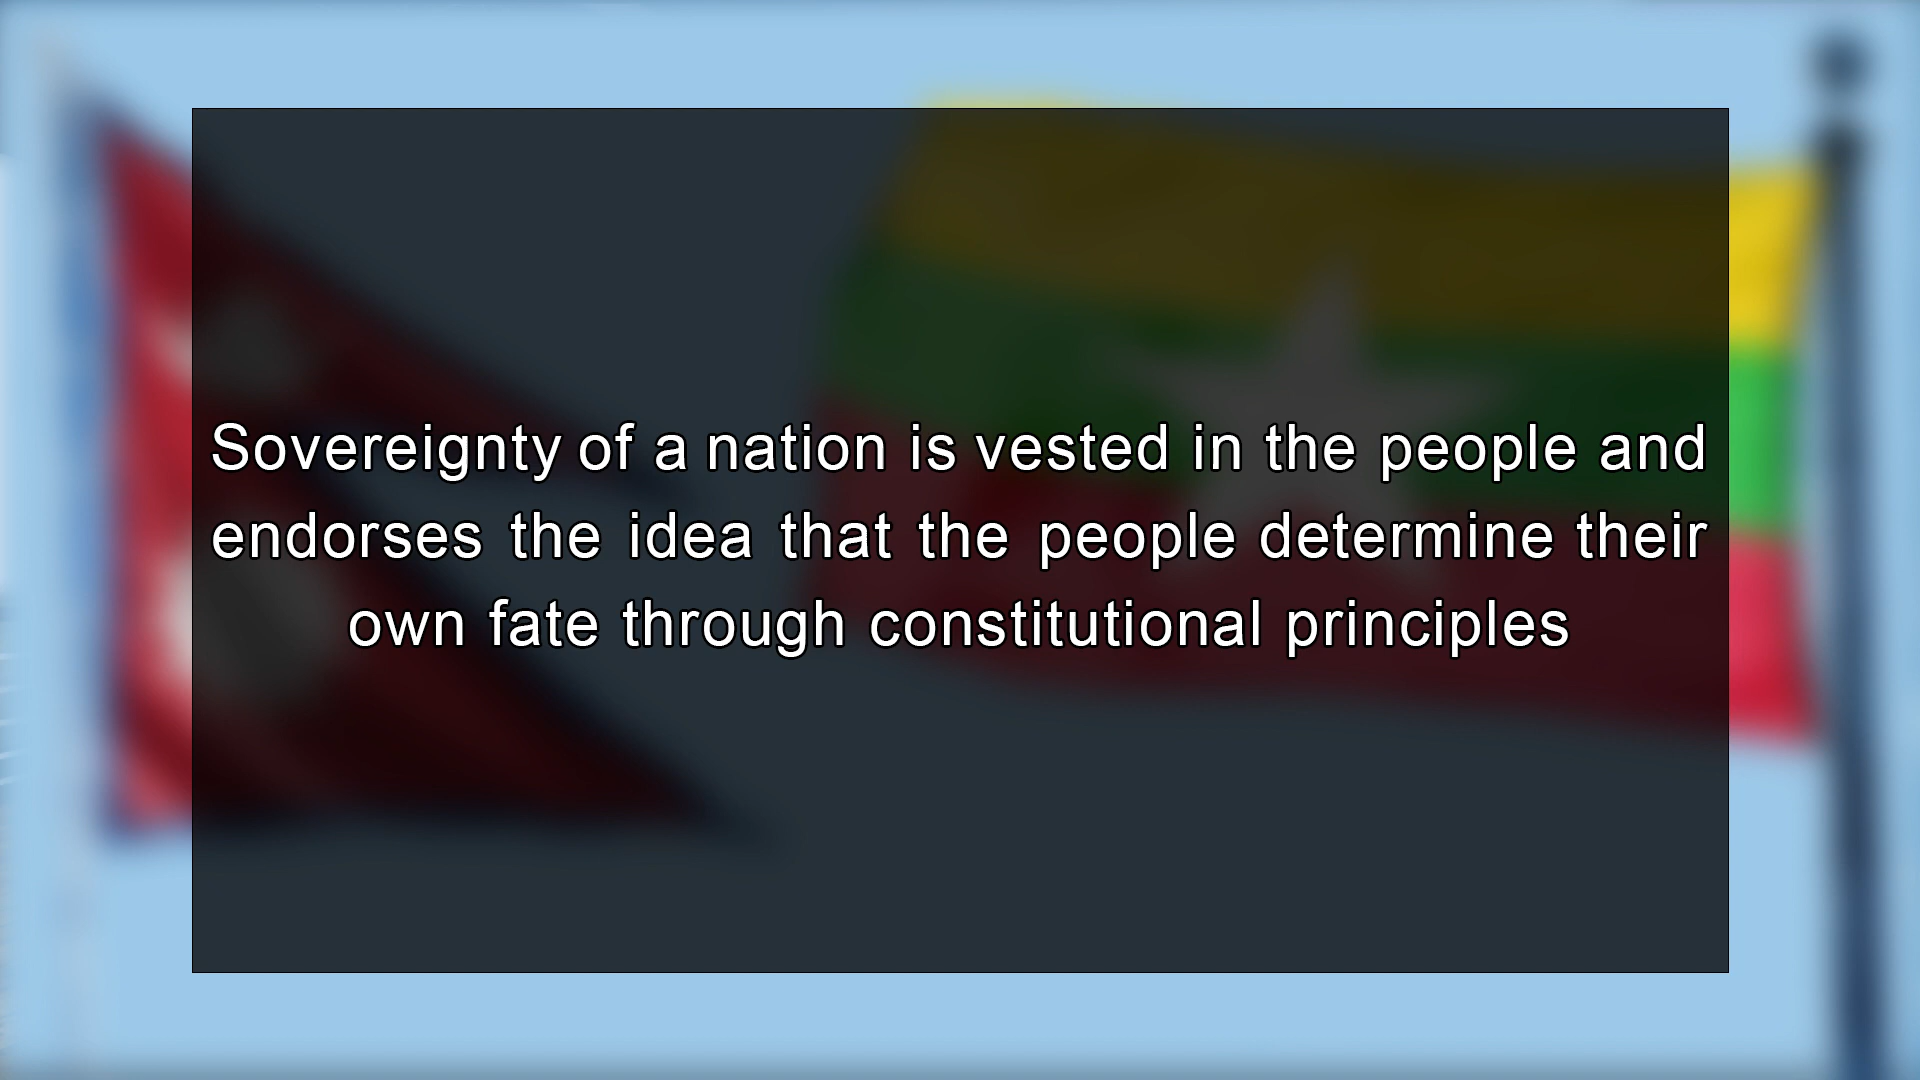 Sovereignty of a nation is vested in the people and
endorses the idea that the people determine their
own fate through constitutional principles